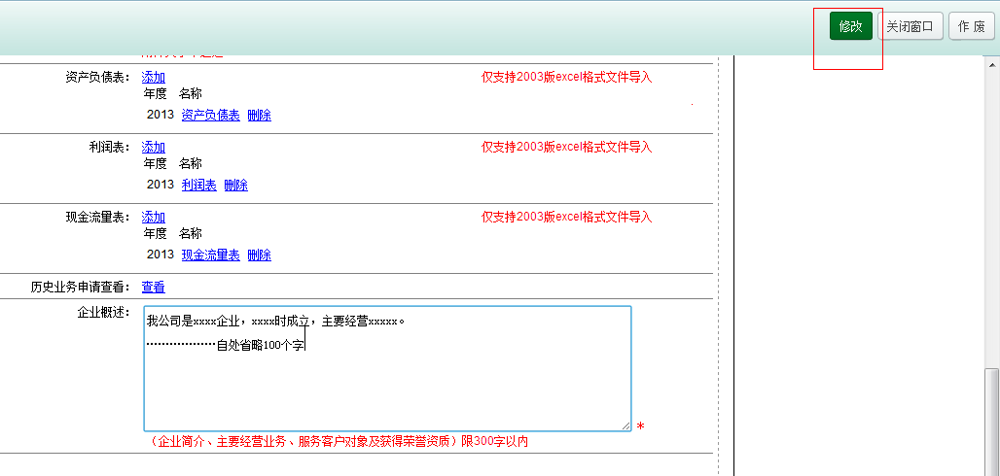 修改 关闭窗口 作 废
资产负债表： 添加 仅支持2003版excel格式文件导入
年度 名称
2013 资产负债表 删除
利润表： 添加 仅支持2003版excel格式文件导入
年度 名称
2013 利润表 删除
现金流量表： 添加 仅支持2003版excel格式文件导入
年度 名称
2013 现金流量表 删除
历史业务申请查看： 查看
企业概述： 我公司是xxxx企业，xxxx时成立，主要经营xxxxx。
………………自处省略100个字
*
（企业简介、主要经营业务、服务客户对象及获得荣誉资质）限300字以内